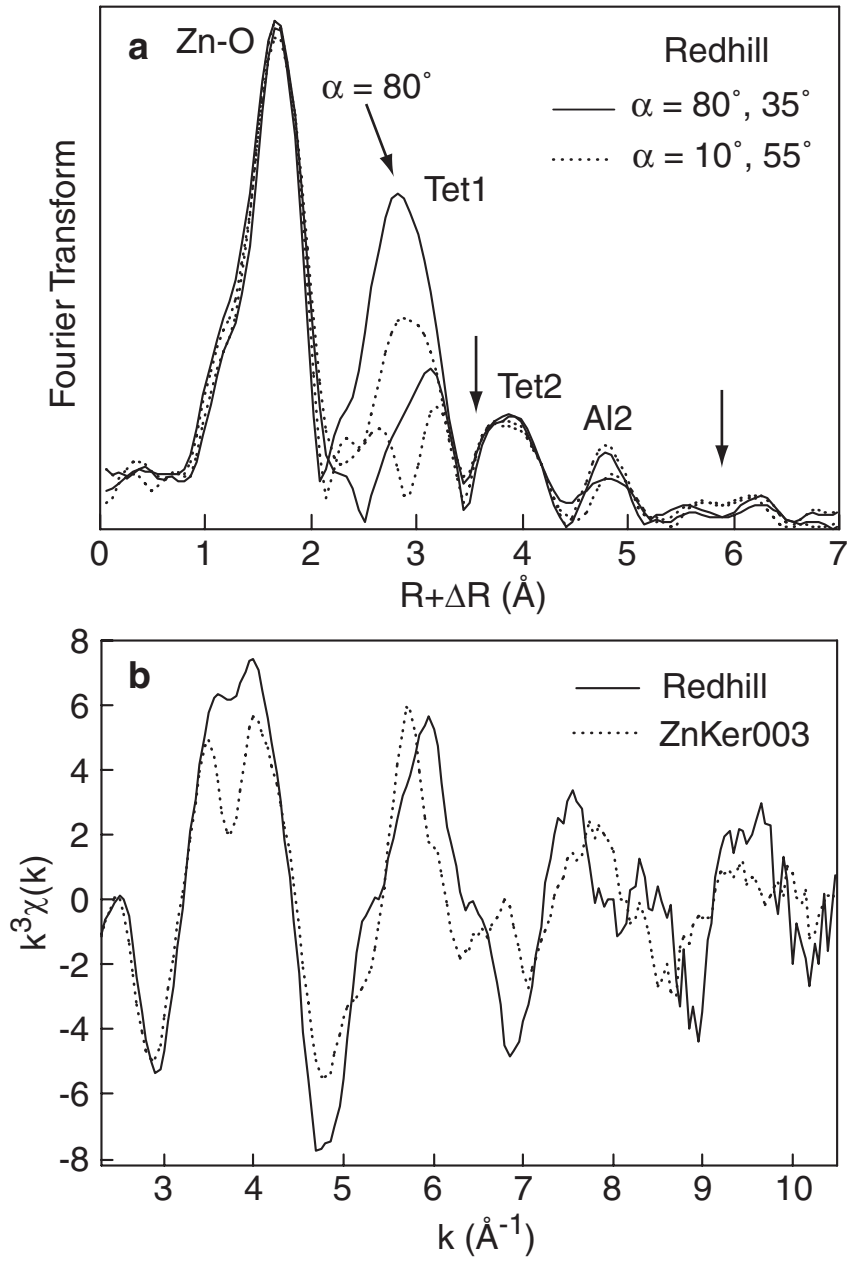 a
Zn-O
Redhill
α = 80°
α = 80°, 35°
α = 10°, 55°
Tet1
Tet2
Al2
Fourier Transform
0 1 2 3 4 5 6 7
R+ΔR (Å)
b
Redhill
ZnKer003
8
6
4
2
0
-2
-4
-6
-8
k³χ(k)
3 4 5 6 7 8 9 10
k (Å⁻¹)